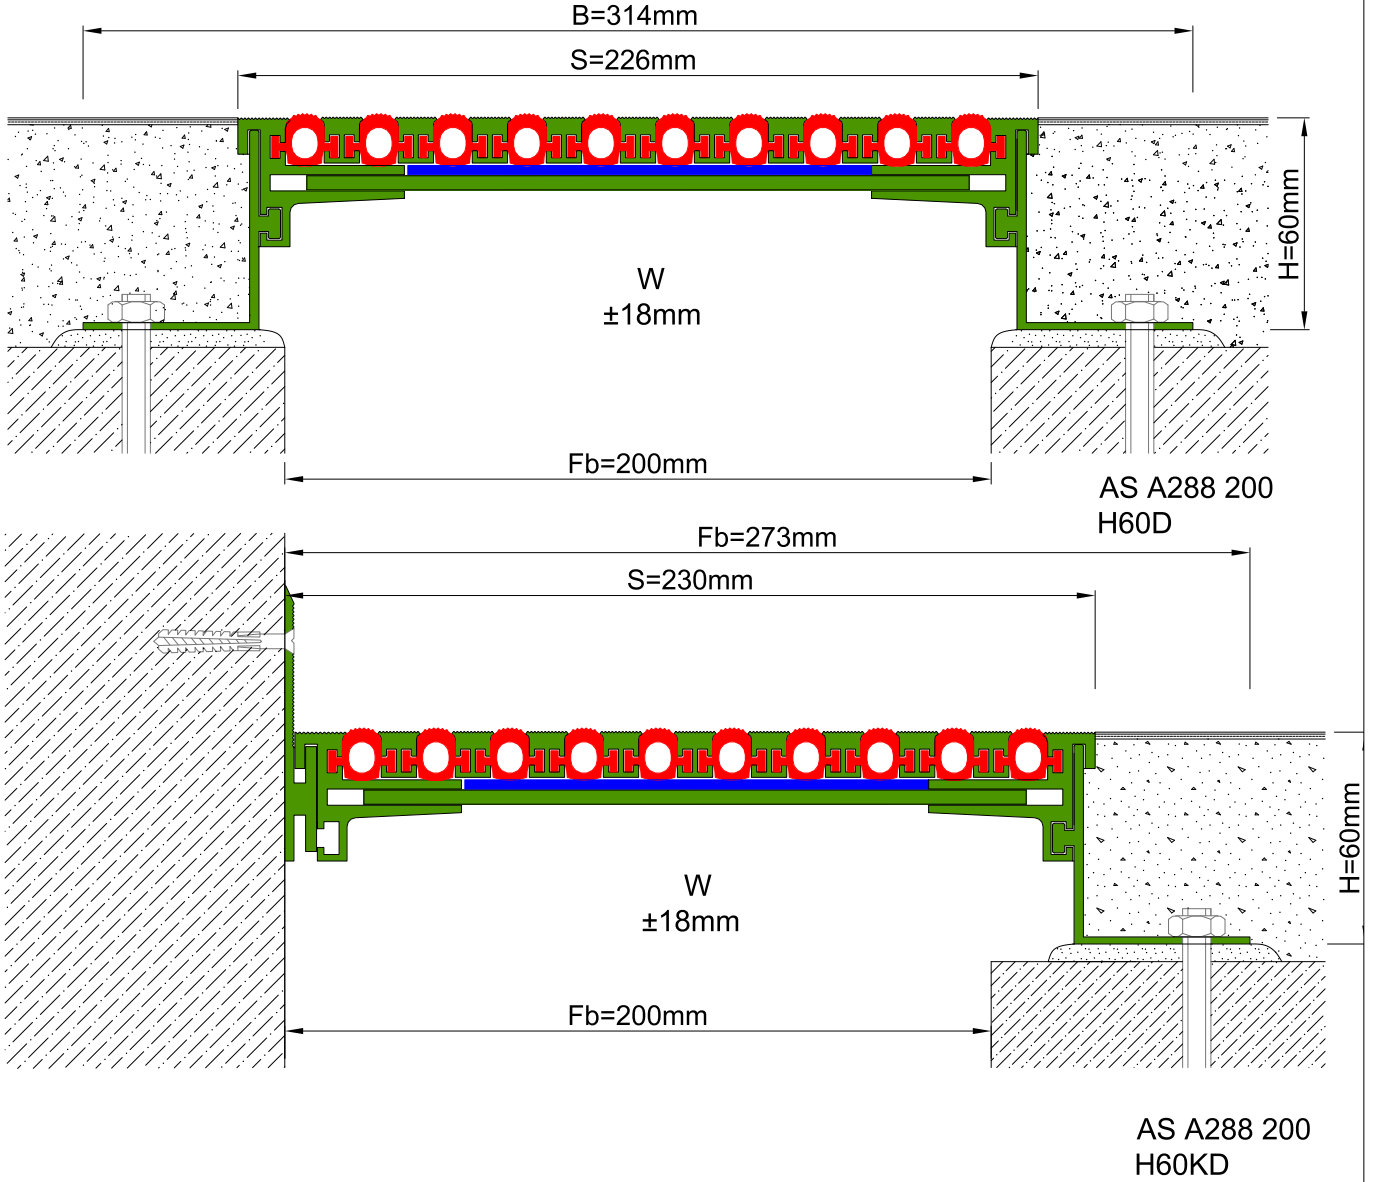 B=314mm
S=226mm
H=60mm
W
±18mm
Fb=200mm
AS A288 200
H60D
Fb=273mm
S=230mm
H=60mm
W
±18mm
Fb=200mm
AS A288 200
H60KD